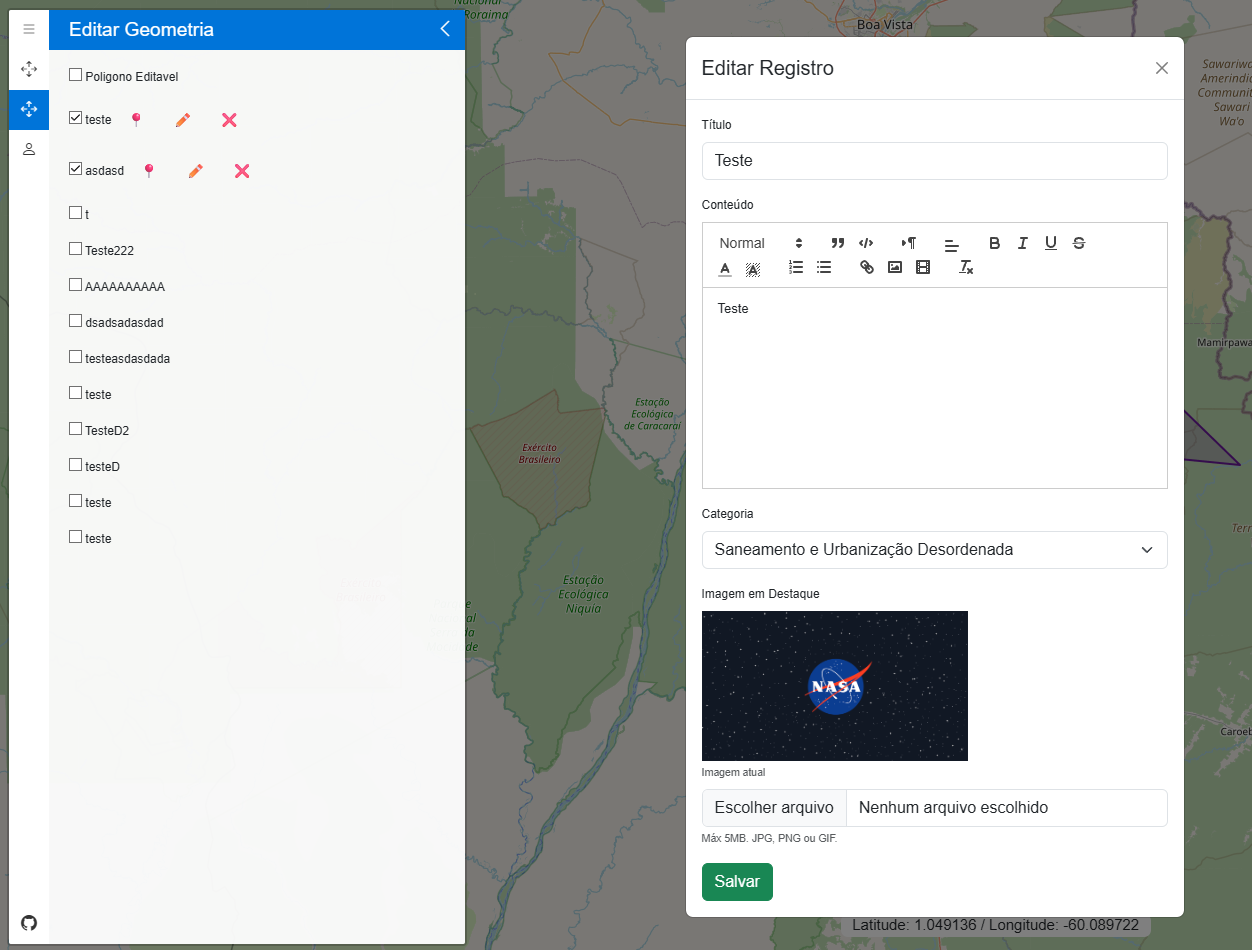 Editar Geometria
Poligono Editavel
teste
asdasd
t
Teste222
AAAAAAAAAA
dsadsadasdad
testeasdasdada
teste
TesteD2
testeD
teste
teste
Nacional
Roraima
Boa Vista
Sawariwa
Amerindia
Communit
Sawari
Wa'o
Mamirpawa
Estação
Ecológica
de Caracaraí
Exército
Brasileiro
Estação
Ecológica
Niquia
Terr
Caroeb
Editar Registro
Título
Teste
Conteúdo
Normal
Teste
Categoria
Saneamento e Urbanização Desordenada
Imagem em Destaque
NASA
Imagem atual
Escolher arquivo Nenhum arquivo escolhido
Máx 5MB. JPG, PNG ou GIF.
Salvar
Latitude: 1.049136 / Longitude: -60.089722